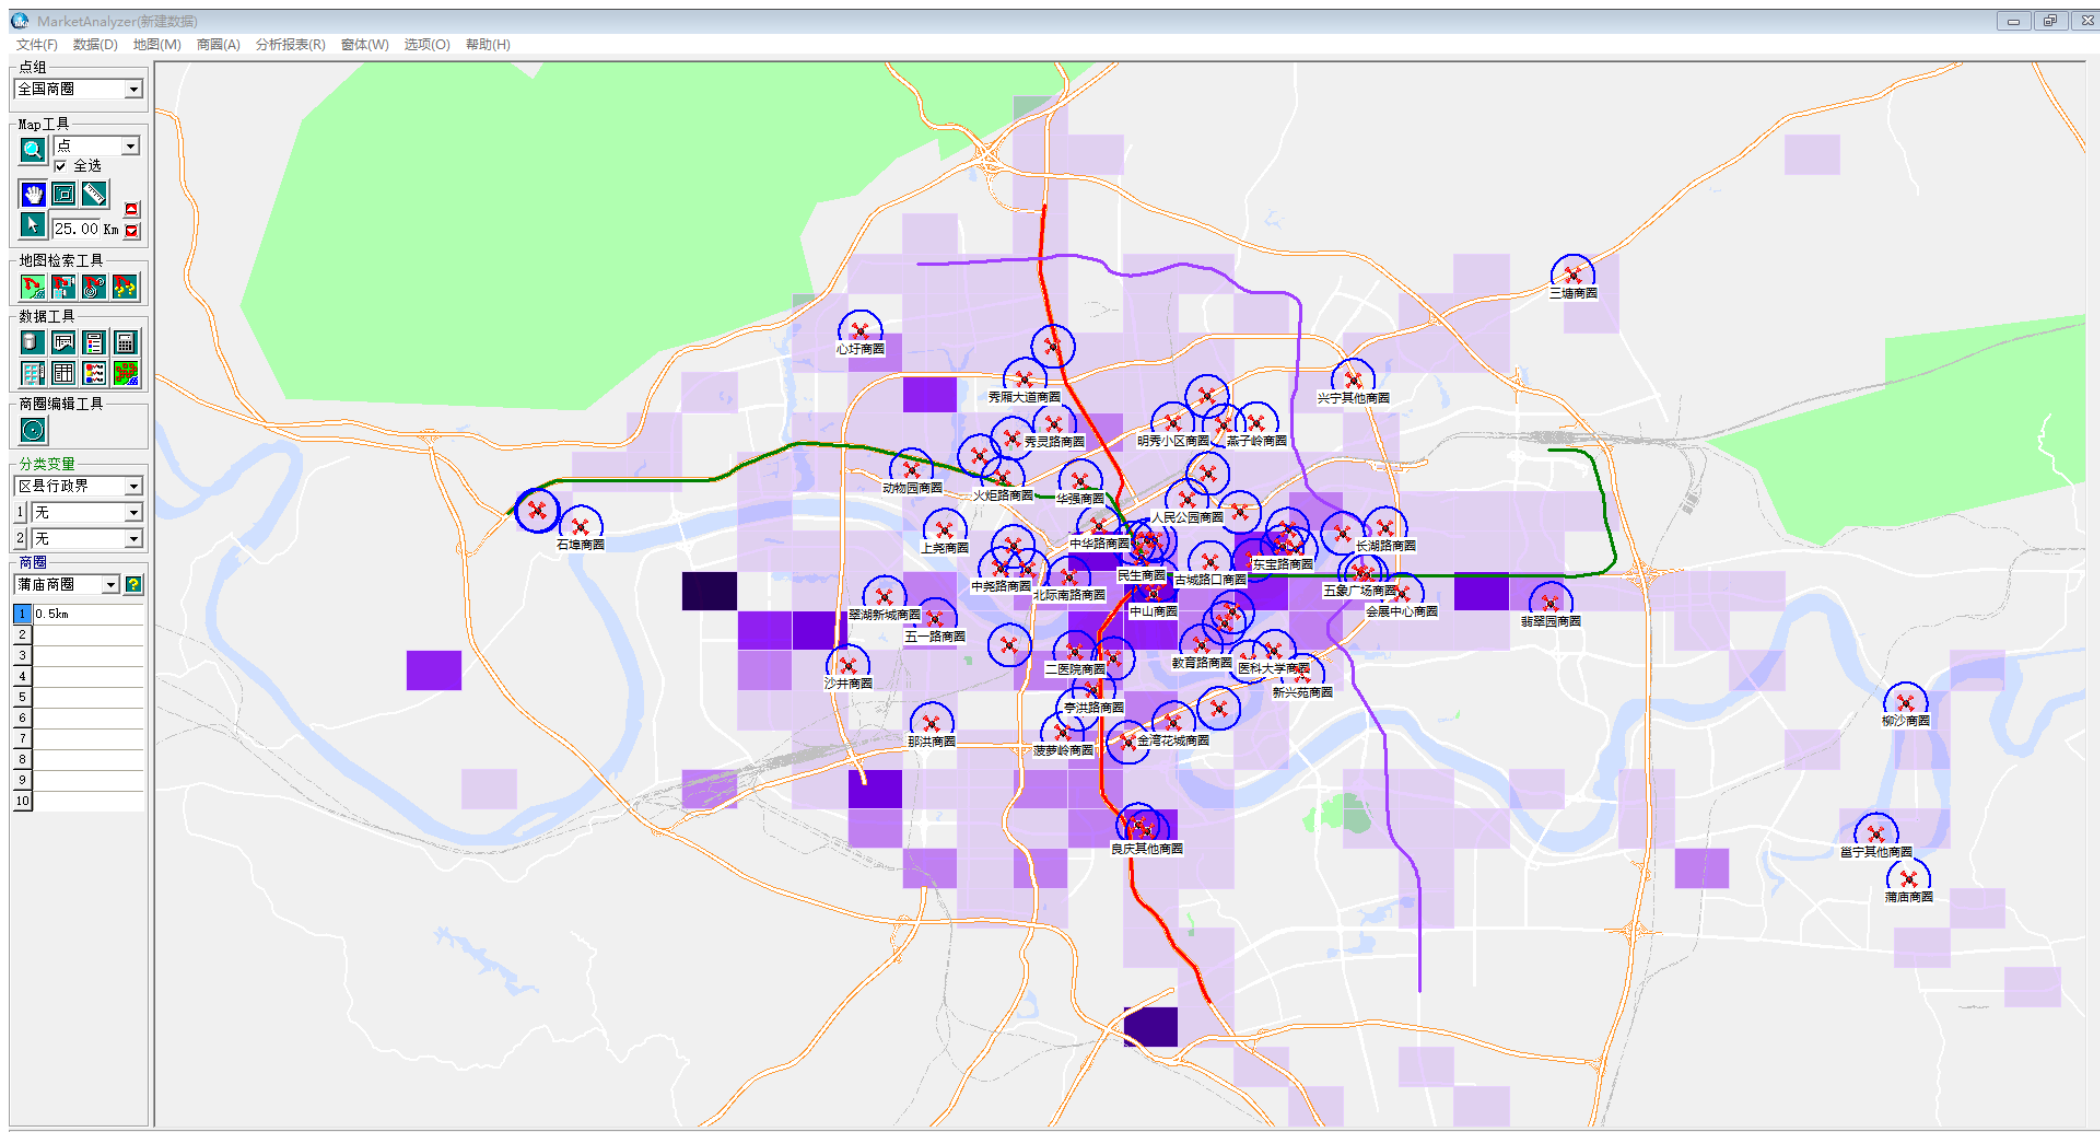 MarketAnalyzer(新建数据)
文件(F) 数据(D) 地图(M) 商圈(A) 分析报表(R) 窗体(W) 选项(O) 帮助(H)
点组
全国商圈
Map工具
点
全选
25.00 Km
地图检索工具
数据工具
商圈编辑工具
分类变量
区县行政界
1 无
2 无
商圈
蒲庙商圈
1 0.5km
2
3
4
5
6
7
8
9
10
三塘商圈
心圩商圈
秀厢大道商圈
兴宁其他商圈
秀灵路商圈
明秀小区商圈
燕子岭商圈
动物园商圈
火炬路商圈
华强商圈
人民公园商圈
石埠商圈
上尧商圈
中华路商圈
长湖路商圈
东宝路商圈
民生商圈
古城路口商圈
中尧路商圈
北际南路商圈
五象广场商圈
会展中心商圈
中山商圈
翠湖新城商圈
翡翠园商圈
五一路商圈
教育路商圈
二医院商圈
医科大学商圈
沙井商圈
新兴苑商圈
亭洪路商圈
柳沙商圈
那洪商圈
金湾花城商圈
菠萝岭商圈
良庆其他商圈
邕宁其他商圈
蒲庙商圈